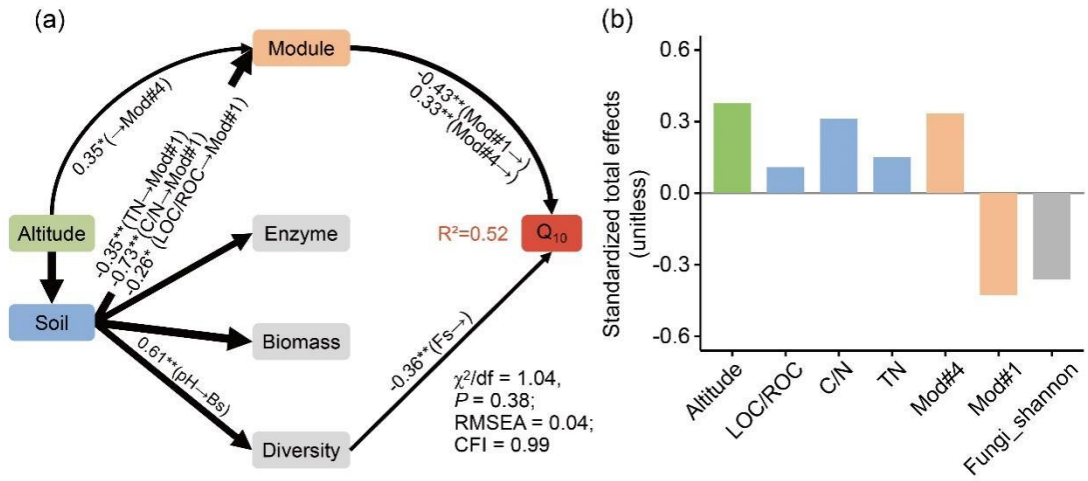 (a)
Module
0.35*(→Mod#4)
-0.35**(TN→Mod#1)
-0.73**(C/N→Mod#1)
-0.26* (LOC/ROC→Mod#1)
-0.43**(Mod#1→)
0.33**(Mod#4→)
Altitude
Enzyme
R²=0.52
Q₁₀
Soil
Biomass
0.61**(pH→Bs)
-0.36**(Fs→)
Diversity
χ²/df = 1.04,
P = 0.38;
RMSEA = 0.04;
CFI = 0.99
(b)
Standardized total effects
(unitless)
0.6
0.3
0.0
-0.3
-0.6
Altitude
LOC/ROC
C/N
TN
Mod#4
Mod#1
Fungi_shannon